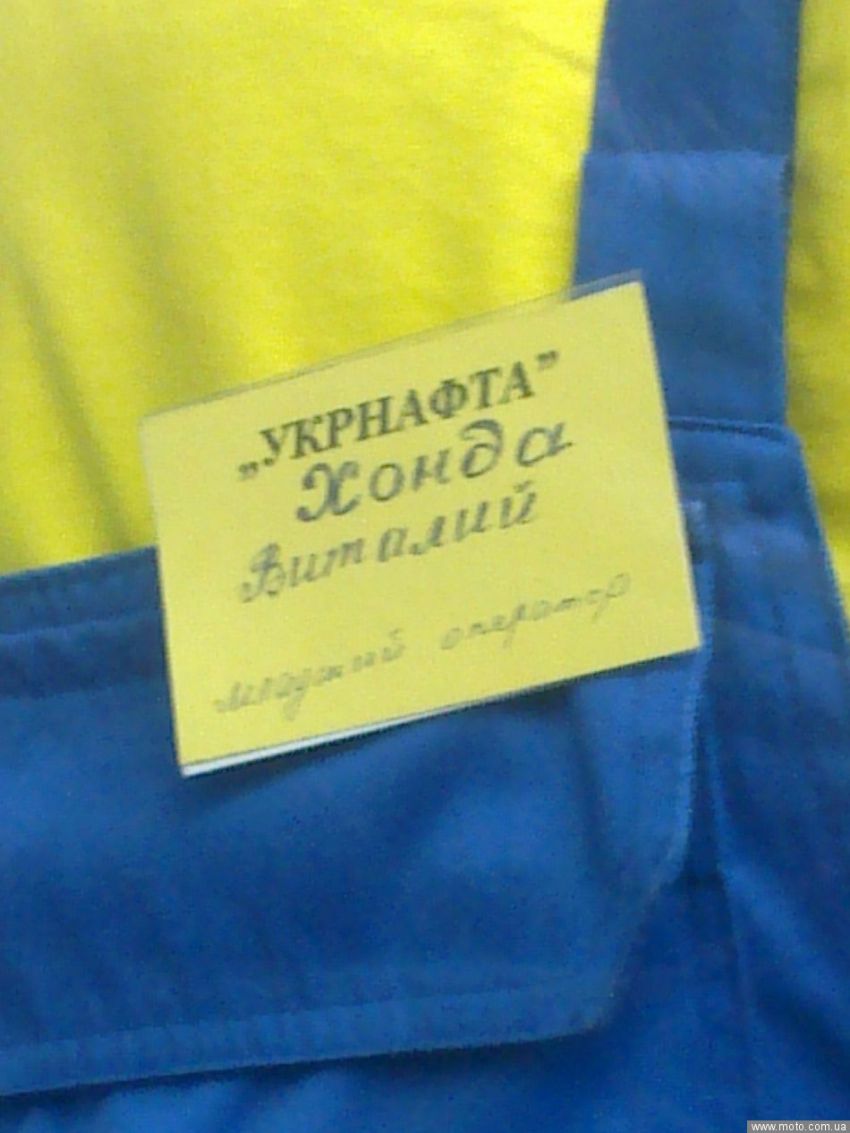 „УКРНАФТА”
Хонда
Виталий
младший оператор
www.moto.com.ua